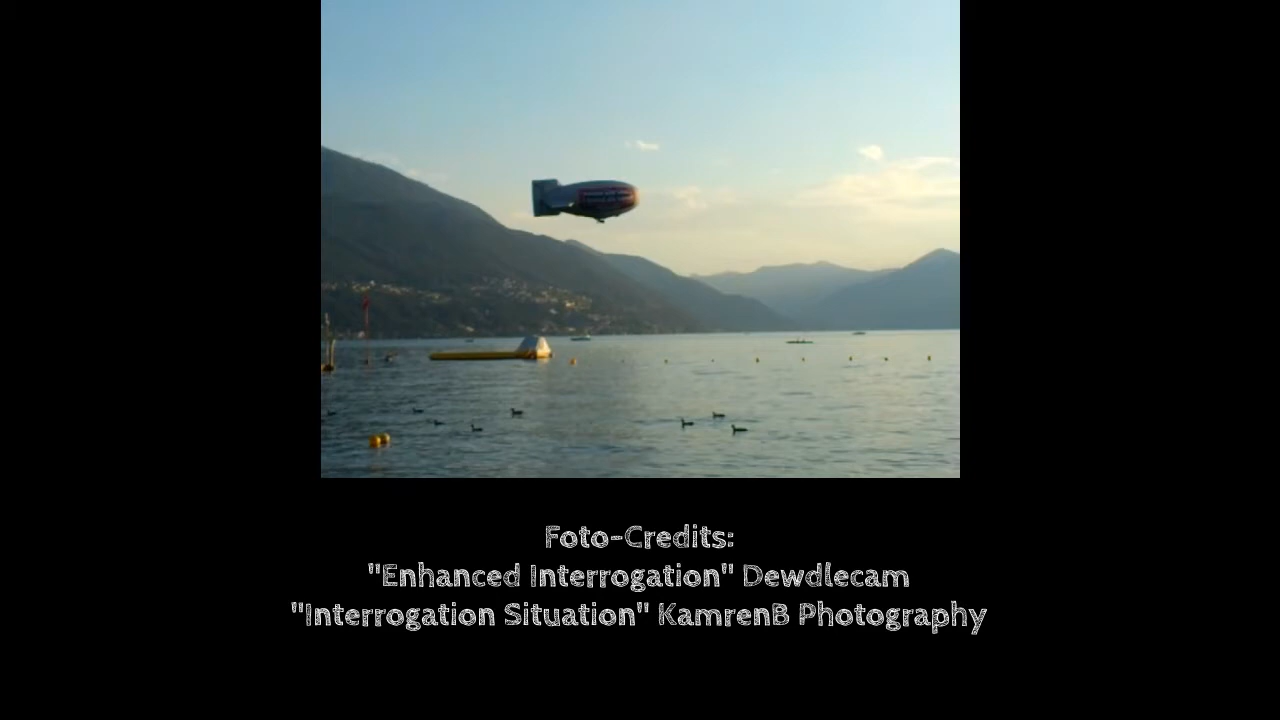 Foto-Credits:
"Enhanced Interrogation" Dewdlecam
"Interrogation Situation" KamrenB Photography